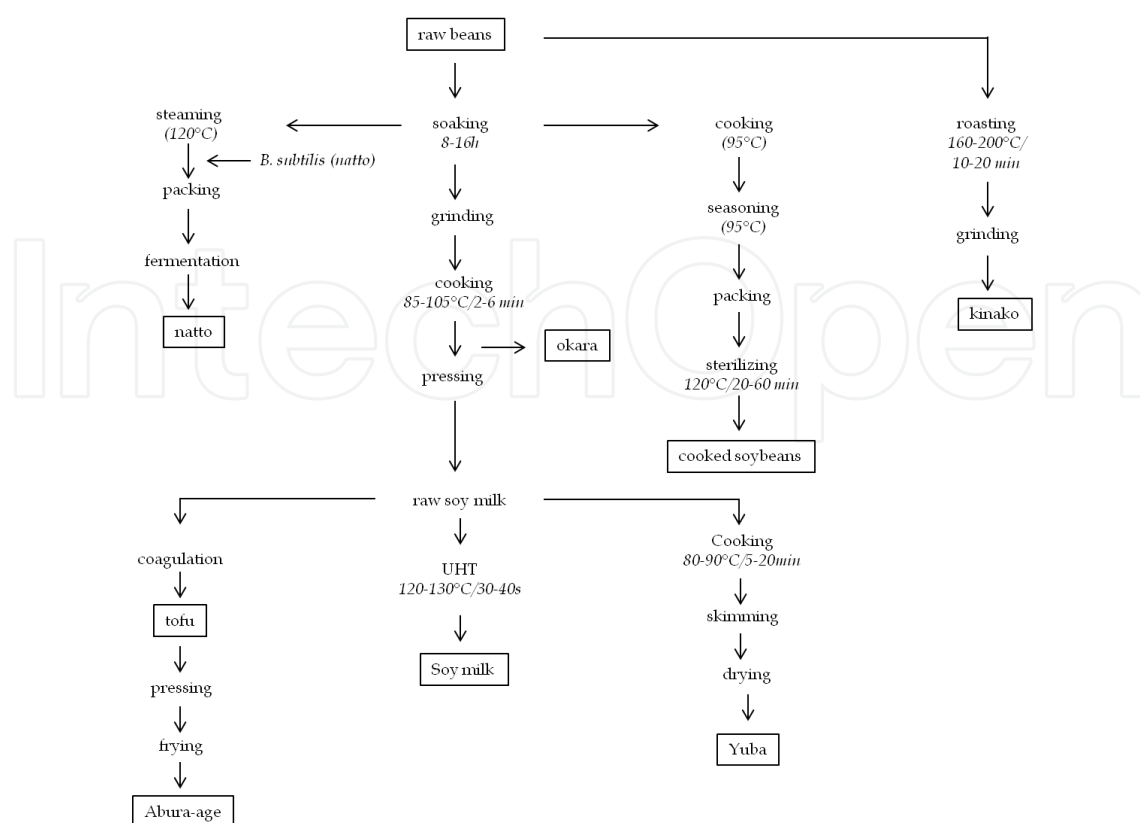 raw beans
steaming
(120°C)
B. subtilis (natto)
packing
fermentation
natto
soaking
8-16h
grinding
cooking
85-105°C/2-6 min
okara
pressing
cooking
(95°C)
seasoning
(95°C)
packing
sterilizing
120°C/20-60 min
cooked soybeans
roasting
160-200°C/
10-20 min
grinding
kinako
raw soy milk
coagulation
tofu
pressing
frying
Abura-age
UHT
120-130°C/30-40s
Soy milk
Cooking
80-90°C/5-20min
skimming
drying
Yuba
IntechOpen